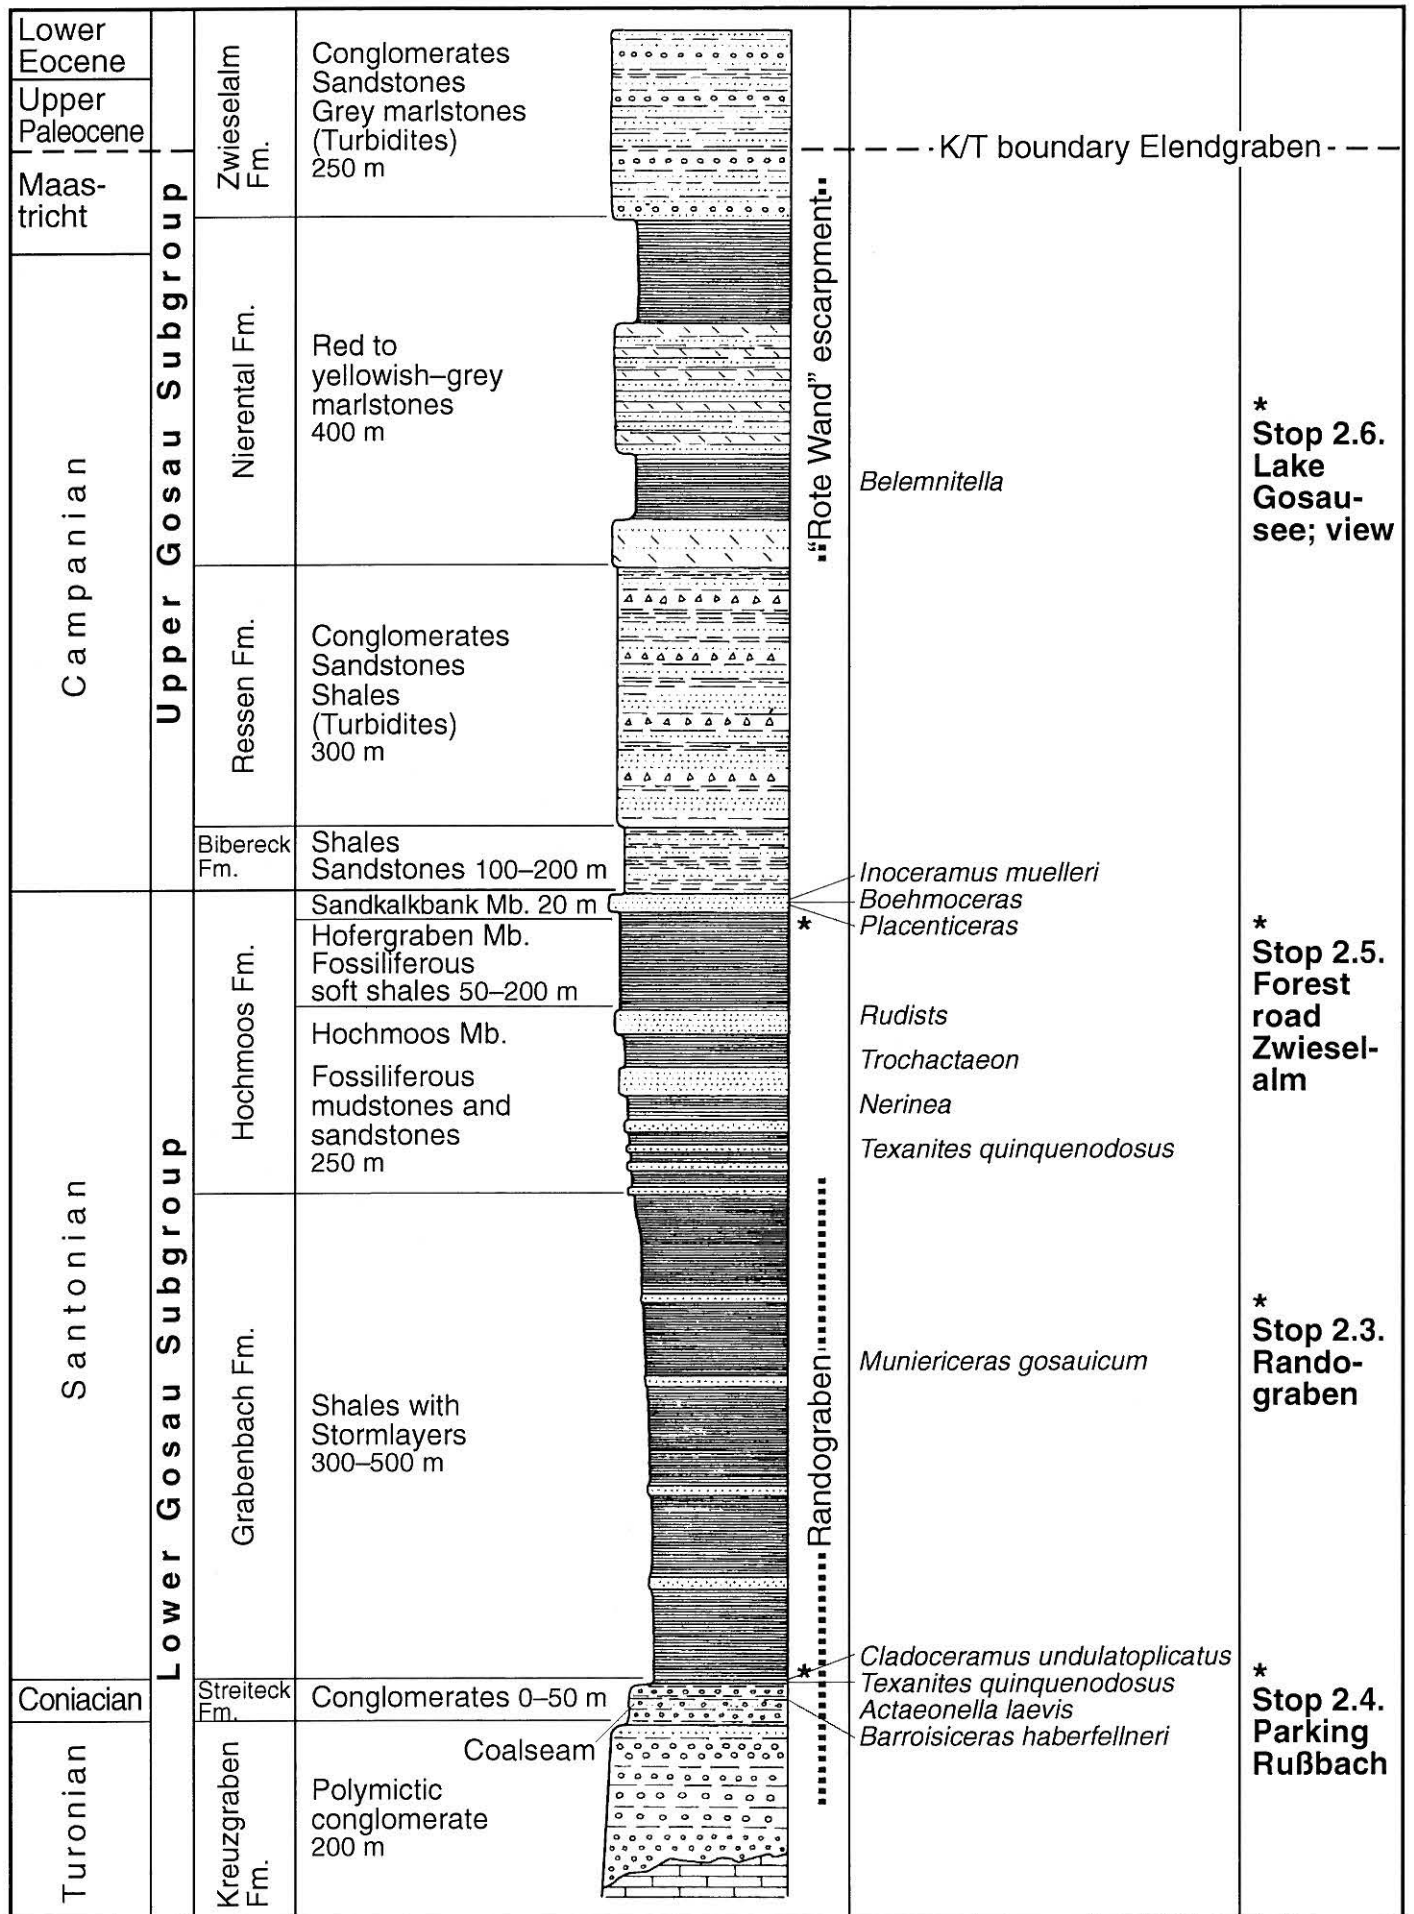 Lower
Eocene
Upper
Paleocene
Maas-
tricht
Campanian
Santonian
Coniacian
Turonian
Upper Gosau Subgroup
Lower Gosau Subgroup
Zwieselalm
Fm.
Nierental Fm.
Ressen Fm.
Bibereck
Fm.
Hochmoos Fm.
Grabenbach Fm.
Streiteck
Fm.
Kreuzgraben
Fm.
Conglomerates
Sandstones
Grey marlstones
(Turbidites)
250 m
Red to
yellowish–grey
marlstones
400 m
Conglomerates
Sandstones
Shales
(Turbidites)
300 m
Shales
Sandstones 100–200 m
Sandkalkbank Mb. 20 m
Hofergraben Mb.
Fossiliferous
soft shales 50–200 m
Hochmoos Mb.
Fossiliferous
mudstones and
sandstones
250 m
Shales with
Stormlayers
300–500 m
Conglomerates 0–50 m
Coalseam
Polymictic
conglomerate
200 m
K/T boundary Elendgraben
"Rote Wand” escarpment
*
Randograben
*
Belemnitella
Inoceramus muelleri
Boehmoceras
Placenticeras
Rudists
Trochactaeon
Nerinea
Texanites quinquenodosus
Muniericeras gosauicum
Cladoceramus undulatoplicatus
Texanites quinquenodosus
Actaeonella laevis
Barroisiceras haberfellneri
*
Stop 2.6.
Lake
Gosau-
see; view
*
Stop 2.5.
Forest
road
Zwiesel-
alm
*
Stop 2.3.
Rando-
graben
*
Stop 2.4.
Parking
Rußbach